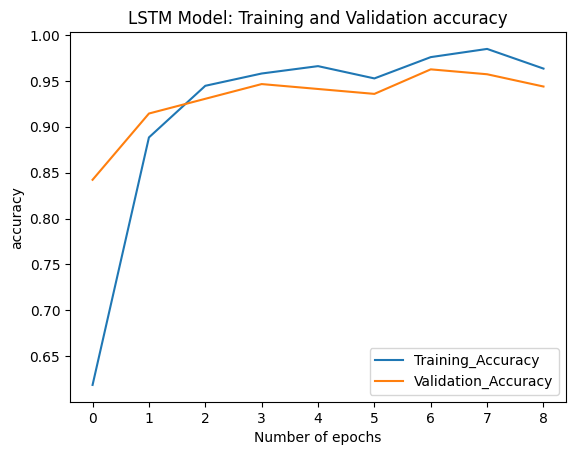 LSTM Model: Training and Validation accuracy
1.00
0.95
0.90
0.85
0.80
0.75
0.70
0.65
accuracy
Training_Accuracy
Validation_Accuracy
0 1 2 3 4 5 6 7 8
Number of epochs